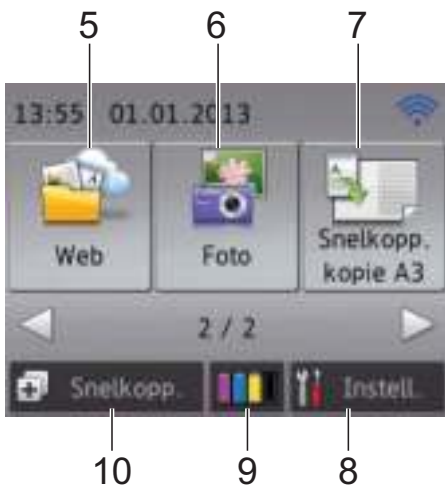 5 6 7
13:55 01.01.2013
Web Foto Snelkopp.
kopie A3
2 / 2
Snelkopp. Instell.
10 9 8